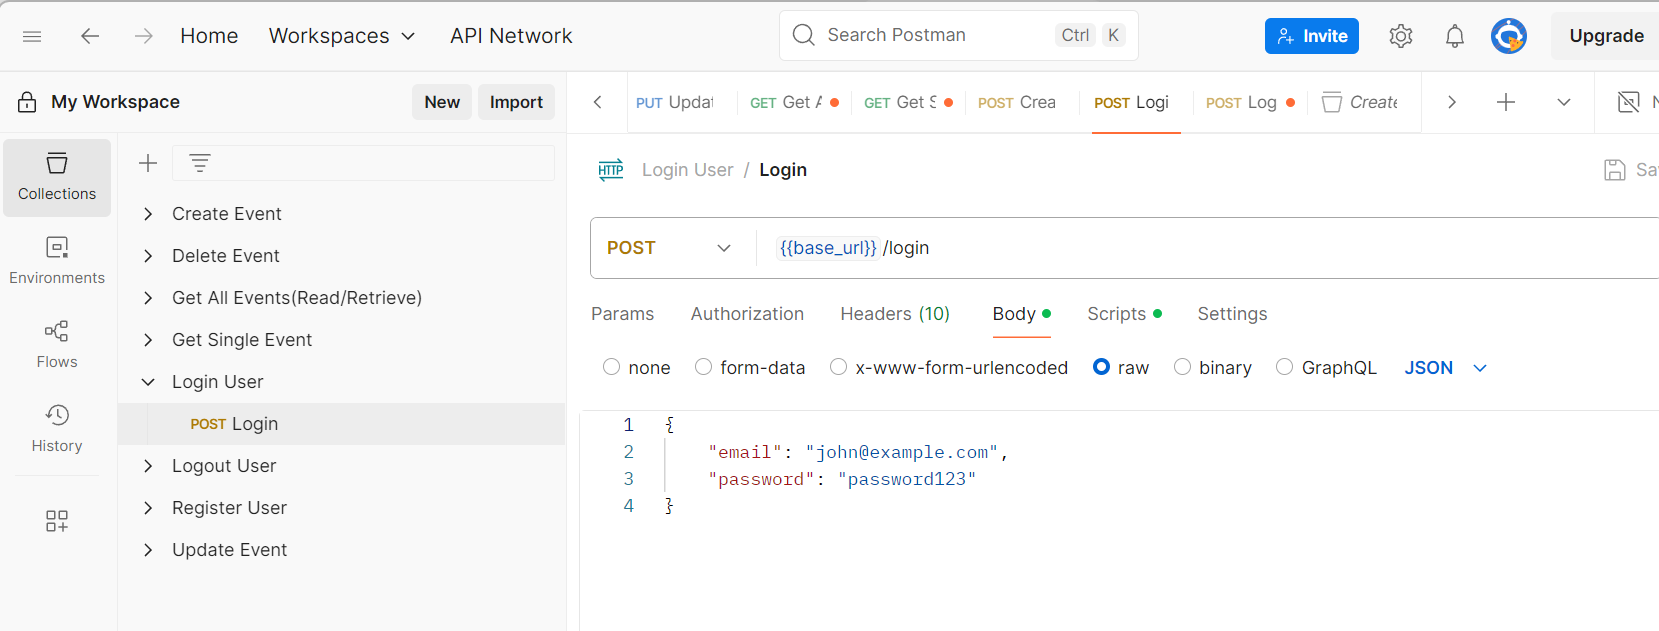 Home Workspaces API Network Search Postman Ctrl K Invite Upgrade
My Workspace New Import PUT Updat GET Get A GET Get S POST Crea POST Logi POST Log Create N
Login User / Login Sa
Collections
Environments
Flows
History
Create Event
Delete Event
Get All Events(Read/Retrieve)
Get Single Event
Login User
POST Login
Logout User
Register User
Update Event
POST {{base_url}}/login
Params Authorization Headers (10) Body Scripts Settings
none form-data x-www-form-urlencoded raw binary GraphQL JSON
HTTP
1 {
2 "email": "john@example.com",
3 "password": "password123"
4 }